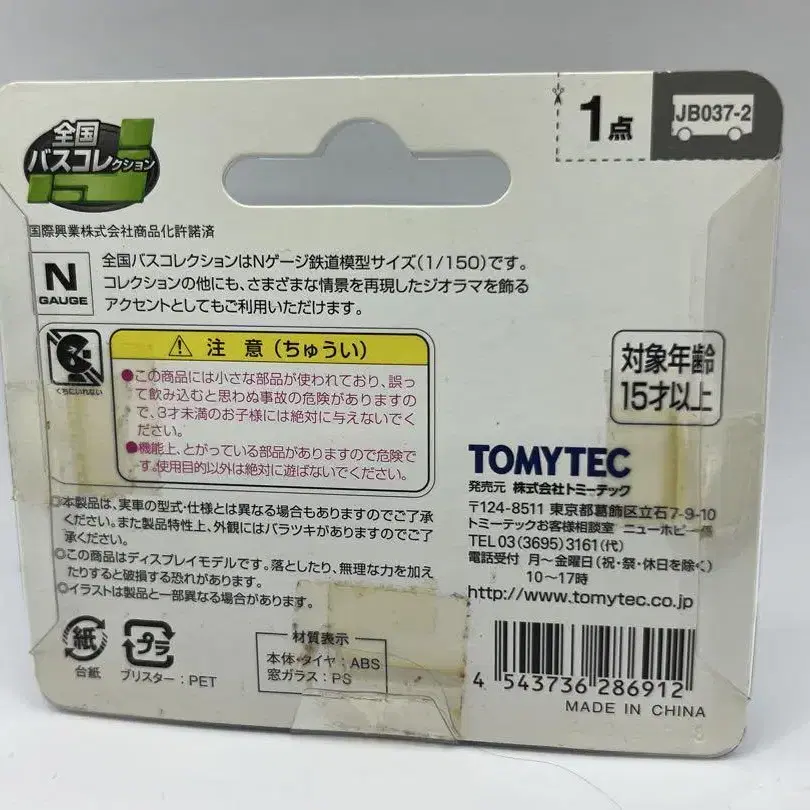 全国
バスコレクション
1点
JB037-2
国際興業株式会社商品化許諾済
N
GAUGE
全国バスコレクションはNゲージ鉄道模型サイズ(1/150)です。
コレクションの他にも、さまざまな情景を再現したジオラマを飾る
アクセントとしてもご利用いただけます。
くちにいれない
⚠ 注 意(ちゅうい)
●この商品には小さな部品が使われており、誤っ
て飲み込むと思わぬ事故の危険がありますの
で、3才未満のお子様には絶対に与えないでく
ださい。
●機能上、とがっている部品がありますので危険で
す。使用目的以外は絶対に遊ばないでください。
対象年齢
15才以上
◎本製品は、実車の型式・仕様とは異なる場合もありますのでご了承
ください。また製品特性上、外観にはバラツキがありますのでご了
承ください。
◎この商品はディスプレイモデルです。落としたり、無理な力を加え
たりすると破損する恐れがあります。
◎イラストは製品と一部異なる場合があります。
TOMYTEC
発売元 株式会社トミーテック
〒124-8511 東京都葛飾区立石7-9-10
トミーテックお客様相談室 ニューホビー係
TEL 03(3695)3161(代)
電話受付 月〜金曜日(祝・祭・休日を除く)
10〜17時
http://www.tomytec.co.jp
紙
台紙
プラ
ブリスター:PET
材質表示
本体・タイヤ:ABS
窓ガラス:PS
4 543736 286912
MADE IN CHINA